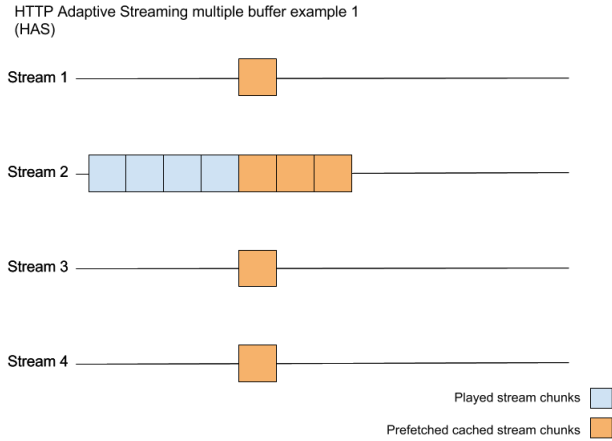 HTTP Adaptive Streaming multiple buffer example 1
(HAS)
Stream 1
Stream 2
Stream 3
Stream 4
Played stream chunks
Prefetched cached stream chunks